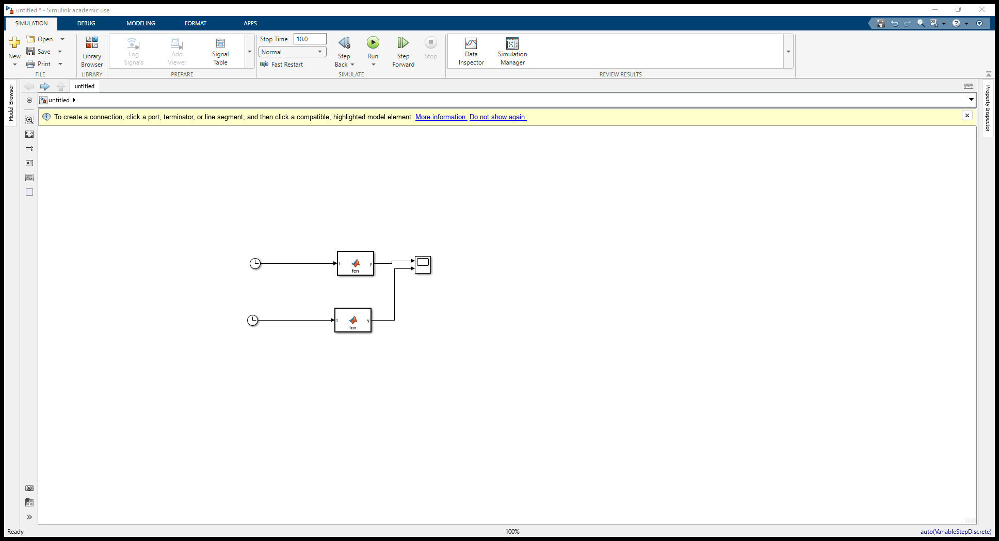 untitled * - Simulink academic use
SIMULATION DEBUG MODELING FORMAT APPS
New
Open
Save
Print
FILE
Library
Browser
LIBRARY
Log
Signals
Add
Viewer
Signal
Table
PREPARE
Stop Time 10.0
Normal
Fast Restart
Step
Back
Run
Step
Forward
Stop
SIMULATE
Data
Inspector
Simulation
Manager
REVIEW RESULTS
Model Browser
untitled
untitled
Property Inspector
To create a connection, click a port, terminator, or line segment, and then click a compatible, highlighted model element. More information. Do not show again
t y
fcn
t y
fcn
Ready 100% auto(VariableStepDiscrete)